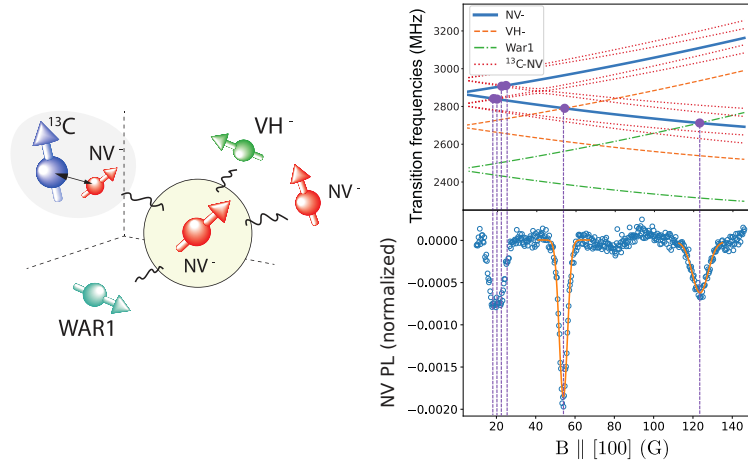 ¹³C
NV⁻
VH⁻
NV⁻
NV⁻
WAR1
Transition frequencies (MHz)
3200
3000
2800
2600
2400
NV-
VH-
War1
¹³C-NV
NV PL (normalized)
0.0000
−0.0005
−0.0010
−0.0015
−0.0020
20 40 60 80 100 120 140
B ∥ [100] (G)